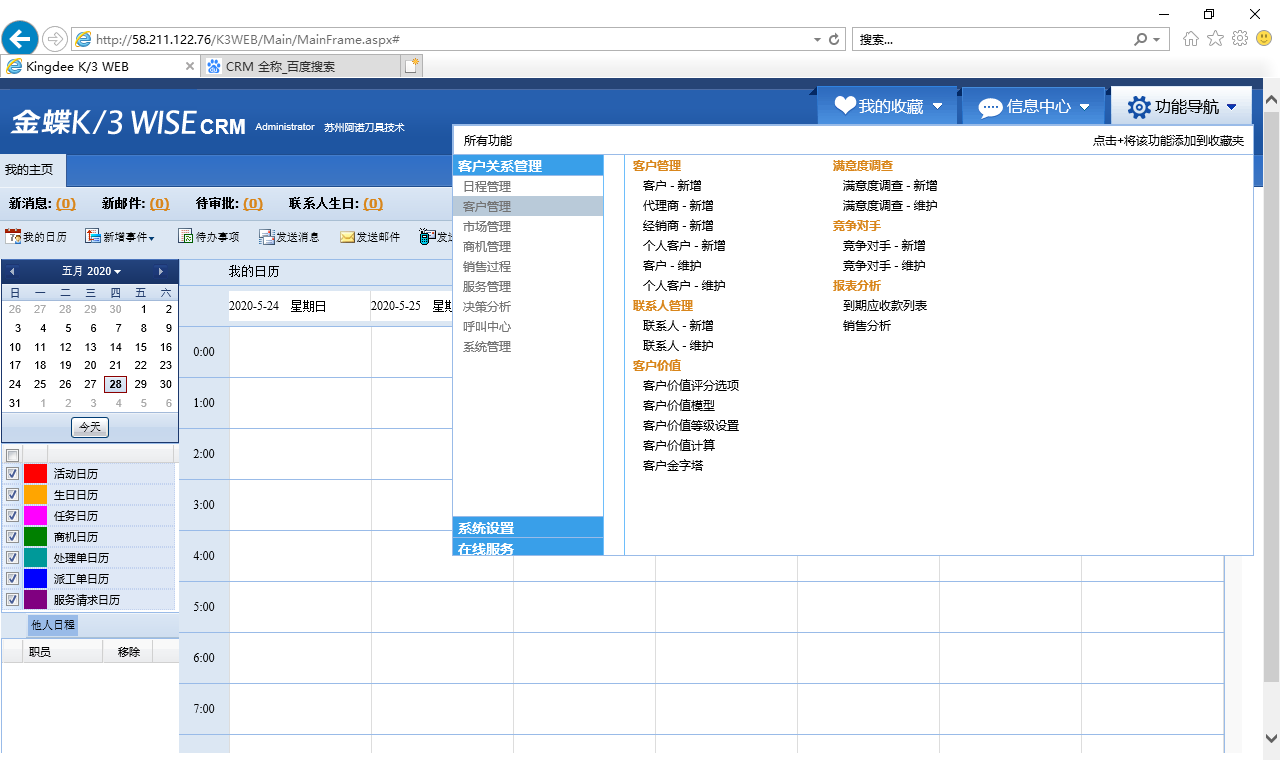 http://58.211.122.76/K3WEB/Main/MainFrame.aspx#
搜索...
Kingdee K/3 WEB
CRM 全称_百度搜索
金蝶K/3 WISE CRM Administrator 苏州阿诺刀具技术
我的收藏
信息中心
功能导航
所有功能
点击+将该功能添加到收藏夹
我的主页
新消息: (0) 新邮件: (0) 待审批: (0) 联系人生日: (0)
我的日历 新增事件 待办事项 发送消息 发送邮件 发送
五月 2020
日 一 二 三 四 五 六
26 27 28 29 30 1 2
3 4 5 6 7 8 9
10 11 12 13 14 15 16
17 18 19 20 21 22 23
24 25 26 27 28 29 30
31 1 2 3 4 5 6
今天
活动日历
生日日历
任务日历
商机日历
处理单日历
派工单日历
服务请求日历
他人日程
职员 移除
我的日历
2020-5-24 星期日 2020-5-25 星期
0:00
1:00
2:00
3:00
4:00
5:00
6:00
7:00
客户关系管理
日程管理
客户管理
市场管理
商机管理
销售过程
服务管理
决策分析
呼叫中心
系统管理
系统设置
在线服务
客户管理
客户 - 新增
代理商 - 新增
经销商 - 新增
个人客户 - 新增
客户 - 维护
个人客户 - 维护
联系人管理
联系人 - 新增
联系人 - 维护
客户价值
客户价值评分选项
客户价值模型
客户价值等级设置
客户价值计算
客户金字塔
满意度调查
满意度调查 - 新增
满意度调查 - 维护
竞争对手
竞争对手 - 新增
竞争对手 - 维护
报表分析
到期应收款列表
销售分析